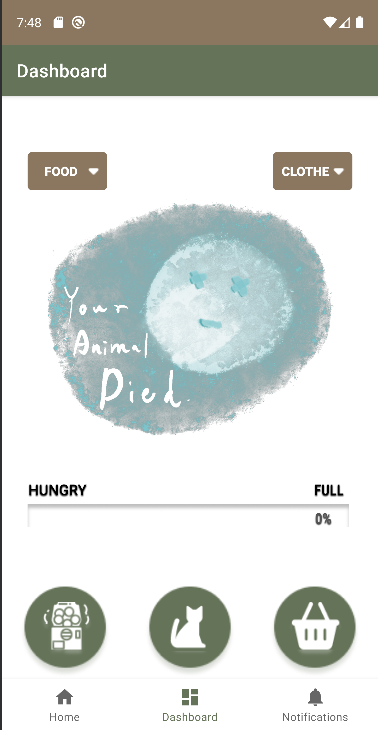 7:48
Dashboard
FOOD
CLOTHE
Your
Animal
Died.
HUNGRY
FULL
0%
Home
Dashboard
Notifications